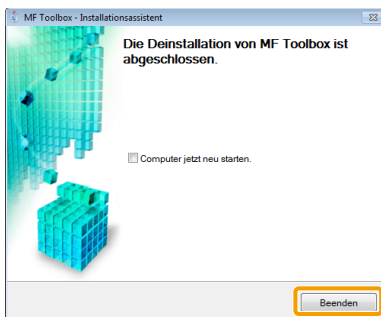 MF Toolbox - Installationsassistent
Die Deinstallation von MF Toolbox ist
abgeschlossen.
Computer jetzt neu starten.
Beenden